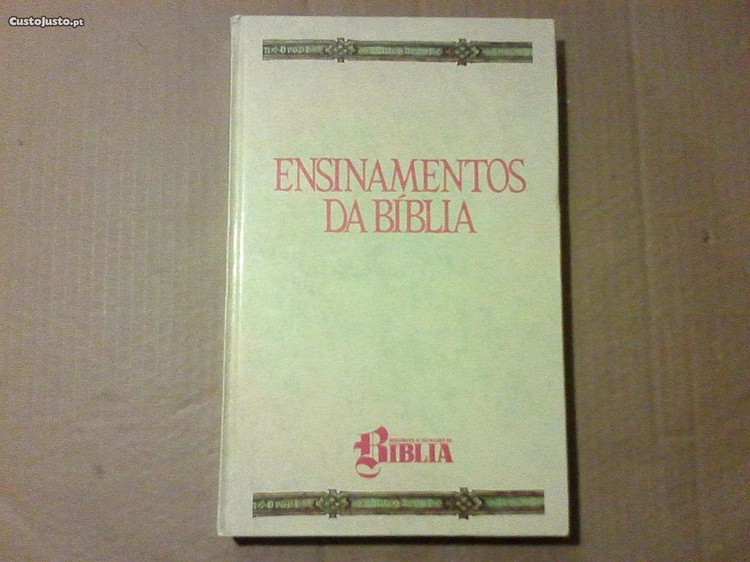 CustoJusto.pt
ENSINAMENTOS
DA BÍBLIA
BÍBLIA